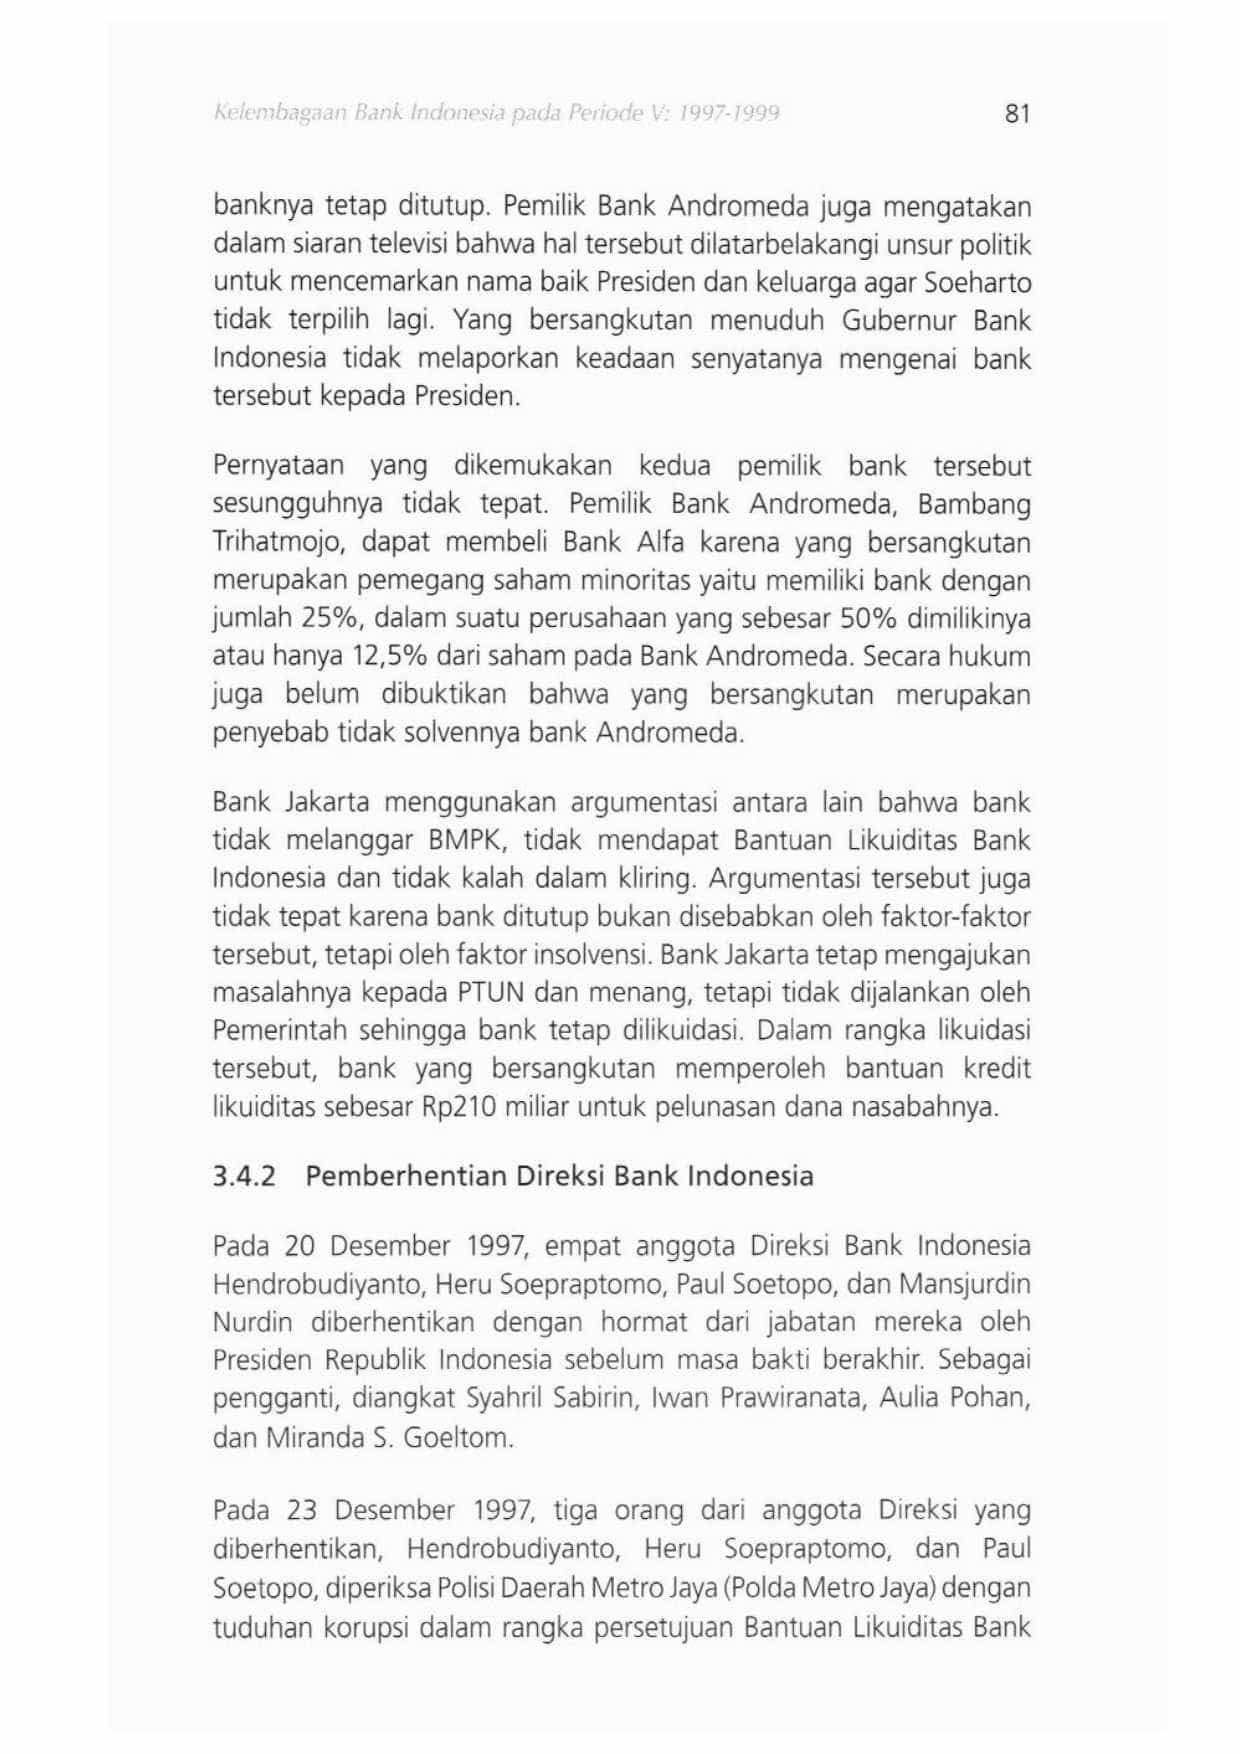 Kelembagaan Bank Indonesia pada Periode V: 1997-1999 81
banknya tetap ditutup. Pemilik Bank Andromeda juga mengatakan
dalam siaran televisi bahwa hal tersebut dilatarbelakangi unsur politik
untuk mencemarkan nama baik Presiden dan keluarga agar Soeharto
tidak terpilih lagi. Yang bersangkutan menuduh Gubernur Bank
Indonesia tidak melaporkan keadaan senyatanya mengenai bank
tersebut kepada Presiden.
Pernyataan yang dikemukakan kedua pemilik bank tersebut
sesungguhnya tidak tepat. Pemilik Bank Andromeda, Bambang
Trihatmojo, dapat membeli Bank Alfa karena yang bersangkutan
merupakan pemegang saham minoritas yaitu memiliki bank dengan
jumlah 25%, dalam suatu perusahaan yang sebesar 50% dimilikinya
atau hanya 12,5% dari saham pada Bank Andromeda. Secara hukum
juga belum dibuktikan bahwa yang bersangkutan merupakan
penyebab tidak solvennya bank Andromeda.
Bank Jakarta menggunakan argumentasi antara lain bahwa bank
tidak melanggar BMPK, tidak mendapat Bantuan Likuiditas Bank
Indonesia dan tidak kalah dalam kliring. Argumentasi tersebut juga
tidak tepat karena bank ditutup bukan disebabkan oleh faktor-faktor
tersebut, tetapi oleh faktor insolvensi. Bank Jakarta tetap mengajukan
masalahnya kepada PTUN dan menang, tetapi tidak dijalankan oleh
Pemerintah sehingga bank tetap dilikuidasi. Dalam rangka likuidasi
tersebut, bank yang bersangkutan memperoleh bantuan kredit
likuiditas sebesar Rp210 miliar untuk pelunasan dana nasabahnya.
3.4.2 Pemberhentian Direksi Bank Indonesia
Pada 20 Desember 1997, empat anggota Direksi Bank Indonesia
Hendrobudiyanto, Heru Soepraptomo, Paul Soetopo, dan Mansjurdin
Nurdin diberhentikan dengan hormat dari jabatan mereka oleh
Presiden Republik Indonesia sebelum masa bakti berakhir. Sebagai
pengganti, diangkat Syahril Sabirin, Iwan Prawiranata, Aulia Pohan,
dan Miranda S. Goeltom.
Pada 23 Desember 1997, tiga orang dari anggota Direksi yang
diberhentikan, Hendrobudiyanto, Heru Soepraptomo, dan Paul
Soetopo, diperiksa Polisi Daerah Metro Jaya (Polda Metro Jaya) dengan
tuduhan korupsi dalam rangka persetujuan Bantuan Likuiditas Bank